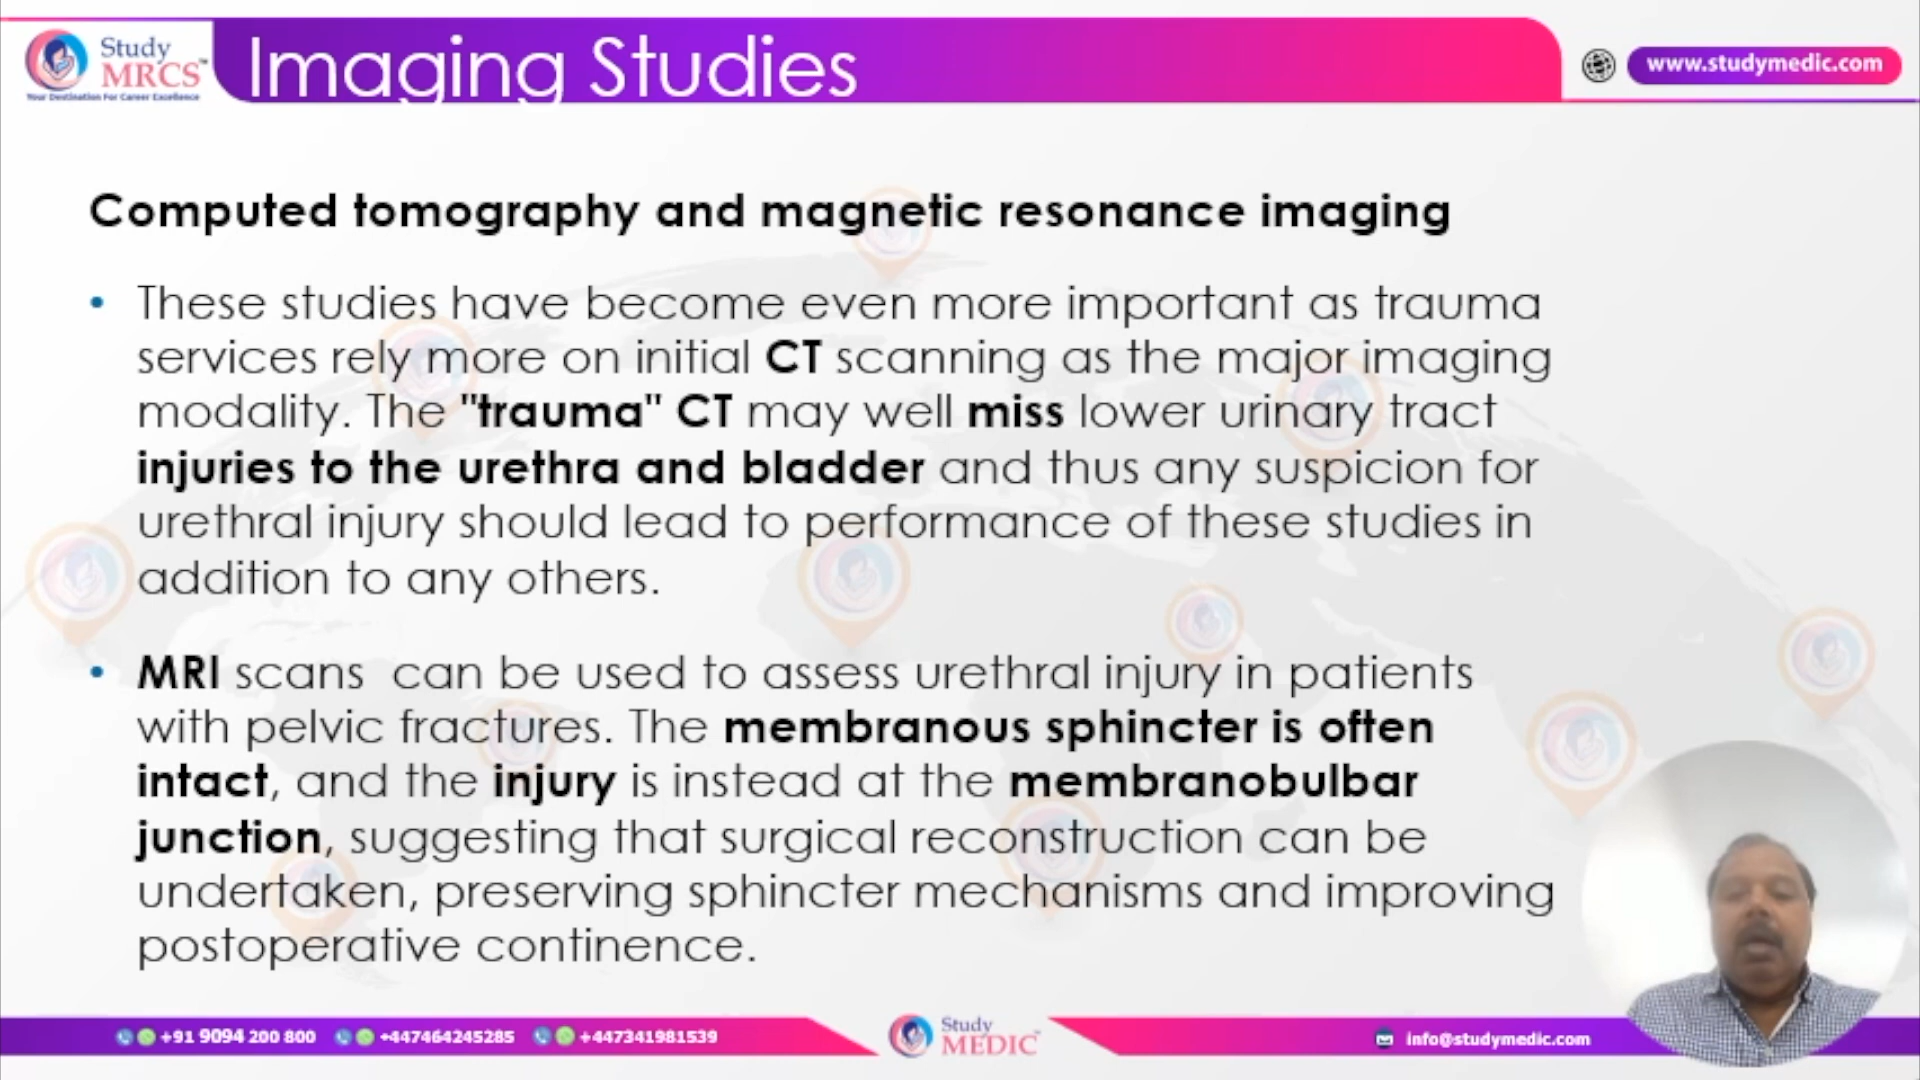 Study
MRCS™
Your Destination For Career Excellence
Imaging Studies
www.studymedic.com
Computed tomography and magnetic resonance imaging
• These studies have become even more important as trauma
services rely more on initial CT scanning as the major imaging
modality. The "trauma" CT may well miss lower urinary tract
injuries to the urethra and bladder and thus any suspicion for
urethral injury should lead to performance of these studies in
addition to any others.
• MRI scans can be used to assess urethral injury in patients
with pelvic fractures. The membranous sphincter is often
intact, and the injury is instead at the membranobulbar
junction, suggesting that surgical reconstruction can be
undertaken, preserving sphincter mechanisms and improving
postoperative continence.
+91 9094 200 800 +447464245285 +447341981539
Study
MEDIC™
info@studymedic.com